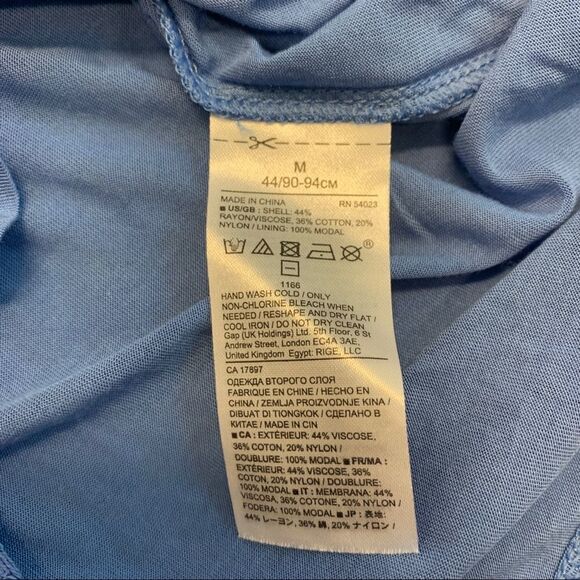 M
44/90-94CM
MADE IN CHINA RN 54023
■ US/GB : SHELL: 44%
RAYON/VISCOSE, 36% COTTON, 20%
NYLON / LINING: 100% MODAL
®
1166
HAND WASH COLD / ONLY
NON-CHLORINE BLEACH WHEN
NEEDED / RESHAPE AND DRY FLAT /
COOL IRON / DO NOT DRY CLEAN
Gap (UK Holdings) Ltd. 5th Floor, 6 St
Andrew Street, London EC4A 3AE,
United Kingdom Egypt: RIGE, LLC
CA 17897
ОДЕЖДА ВТОРОГО СЛОЯ
FABRIQUE EN CHINE / HECHO EN
CHINA / ZEMLJA PROIZVODNJE KINA /
DIBUAT DI TIONGKOK / СДЕЛАНО В
КИТАЕ / MADE IN CIN
■ CA : EXTÉRIEUR: 44% VISCOSE,
36% COTON, 20% NYLON /
DOUBLURE: 100% MODAL ■ FR/MA :
EXTÉRIEUR: 44% VISCOSE, 36%
COTON, 20% NYLON / DOUBLURE:
100% MODAL ■ IT : MEMBRANA: 44%
VISCOSA, 36% COTONE, 20% NYLON /
FODERA: 100% MODAL ■ JP : 表地:
44% レーヨン, 36% 綿, 20% ナイロン /